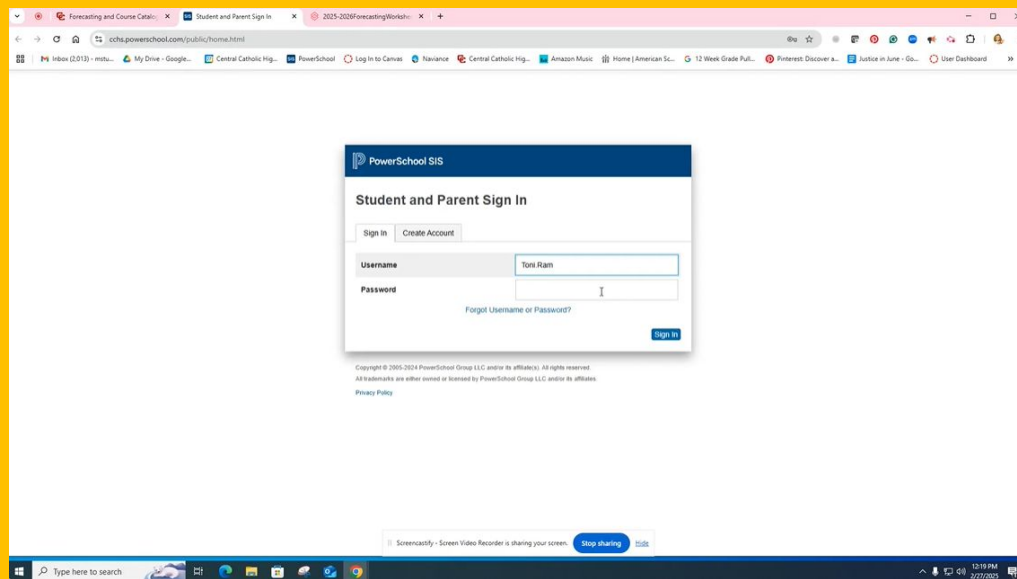 Forecasting and Course Catalo
SIS Student and Parent Sign In
2025-2026ForecastingWorkshe
cchs.powerschool.com/public/home.html
Inbox (2,013) - mstu...
My Drive - Google...
Central Catholic Hig...
PowerSchool
Log In to Canvas
Naviance
Central Catholic Hig...
Amazon Music
Home | American Sc...
12 Week Grade Pull...
Pinterest: Discover a...
Justice in June - Go...
User Dashboard
PowerSchool SIS
Student and Parent Sign In
Sign In Create Account
Username Toni.Ram
Password
Forgot Username or Password?
Sign In
Copyright © 2005-2024 PowerSchool Group LLC and/or its affiliate(s). All rights reserved.
All trademarks are either owned or licensed by PowerSchool Group LLC and/or its affiliates.
Privacy Policy
Screencastify - Screen Video Recorder is sharing your screen. Stop sharing Hide
Type here to search
12:19 PM
2/27/2025